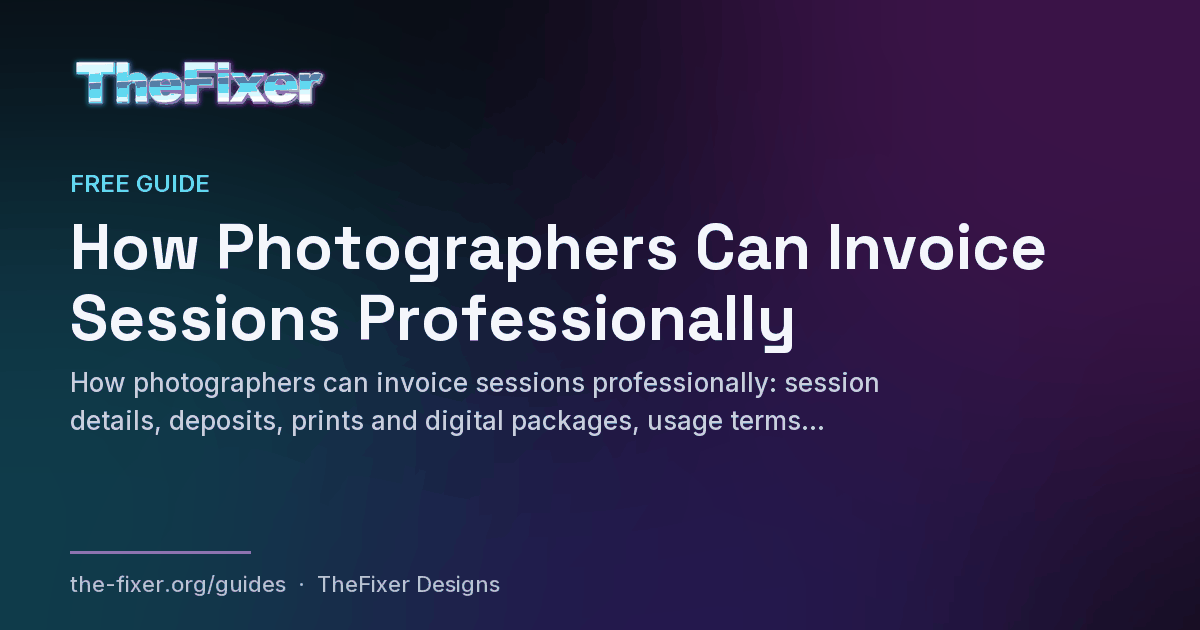 TheFixer
FREE GUIDE
How Photographers Can Invoice
Sessions Professionally
How photographers can invoice sessions professionally: session
details, deposits, prints and digital packages, usage terms...
the-fixer.org/guides · TheFixer Designs